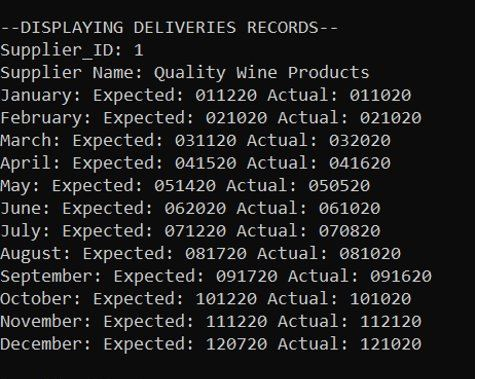 --DISPLAYING DELIVERIES RECORDS--
Supplier_ID: 1
Supplier Name: Quality Wine Products
January: Expected: 011220 Actual: 011020
February: Expected: 021020 Actual: 021020
March: Expected: 031120 Actual: 032020
April: Expected: 041520 Actual: 041620
May: Expected: 051420 Actual: 050520
June: Expected: 062020 Actual: 061020
July: Expected: 071220 Actual: 070820
August: Expected: 081720 Actual: 081020
September: Expected: 091720 Actual: 091620
October: Expected: 101220 Actual: 101020
November: Expected: 111220 Actual: 112120
December: Expected: 120720 Actual: 121020